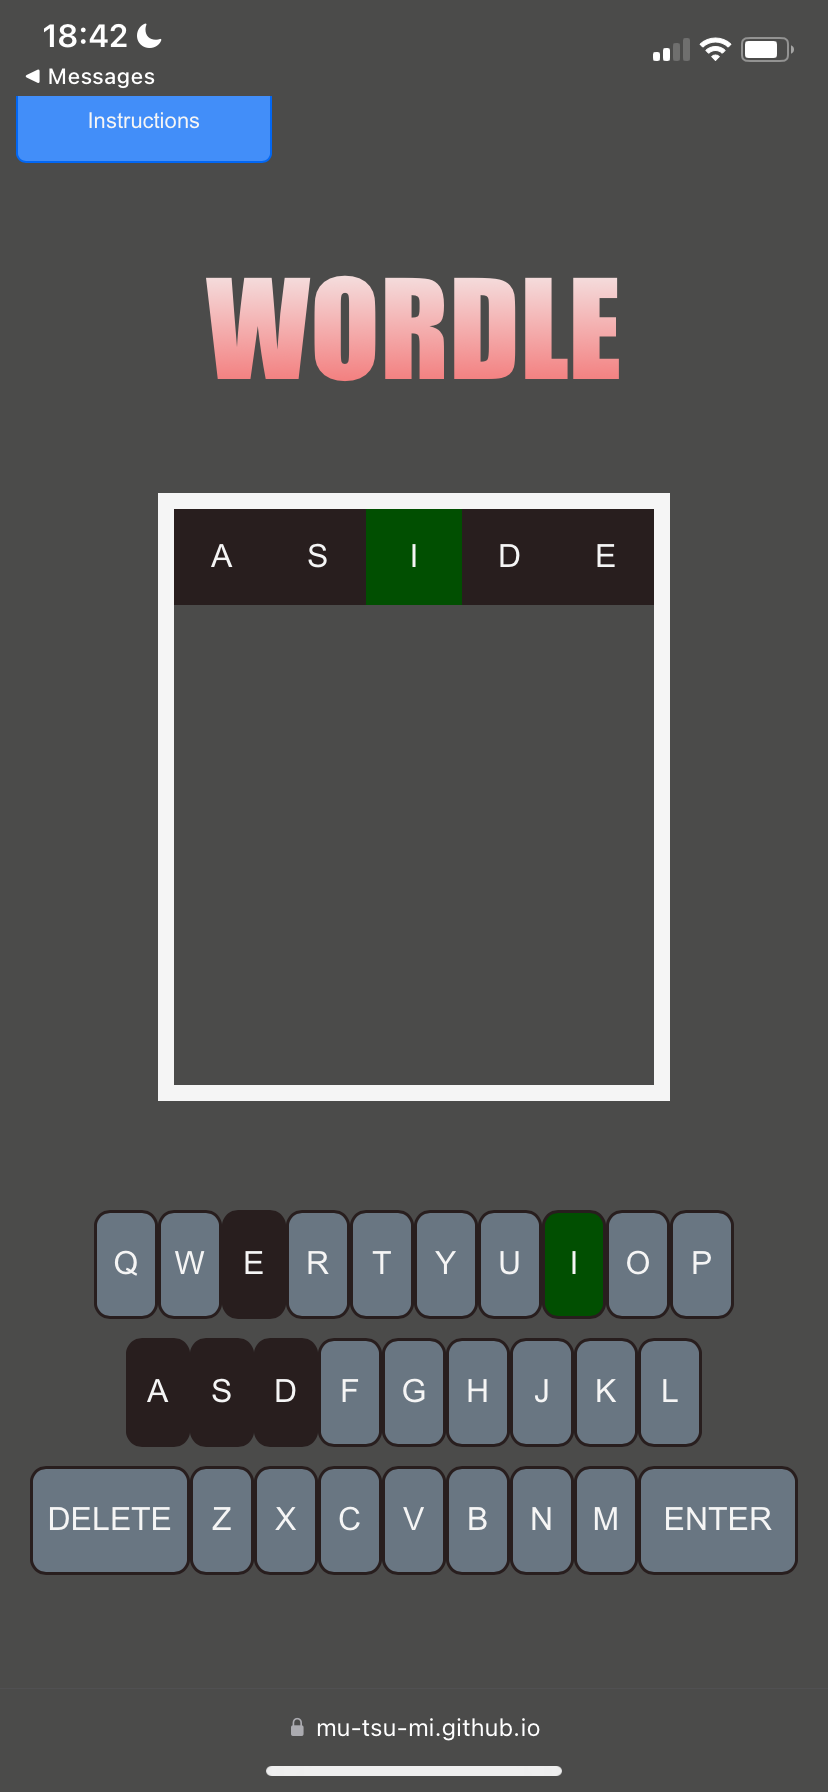 18:42
Messages
Instructions
WORDLE
A S I D E
Q W E R T Y U I O P
A S D F G H J K L
DELETE Z X C V B N M ENTER
mu-tsu-mi.github.io